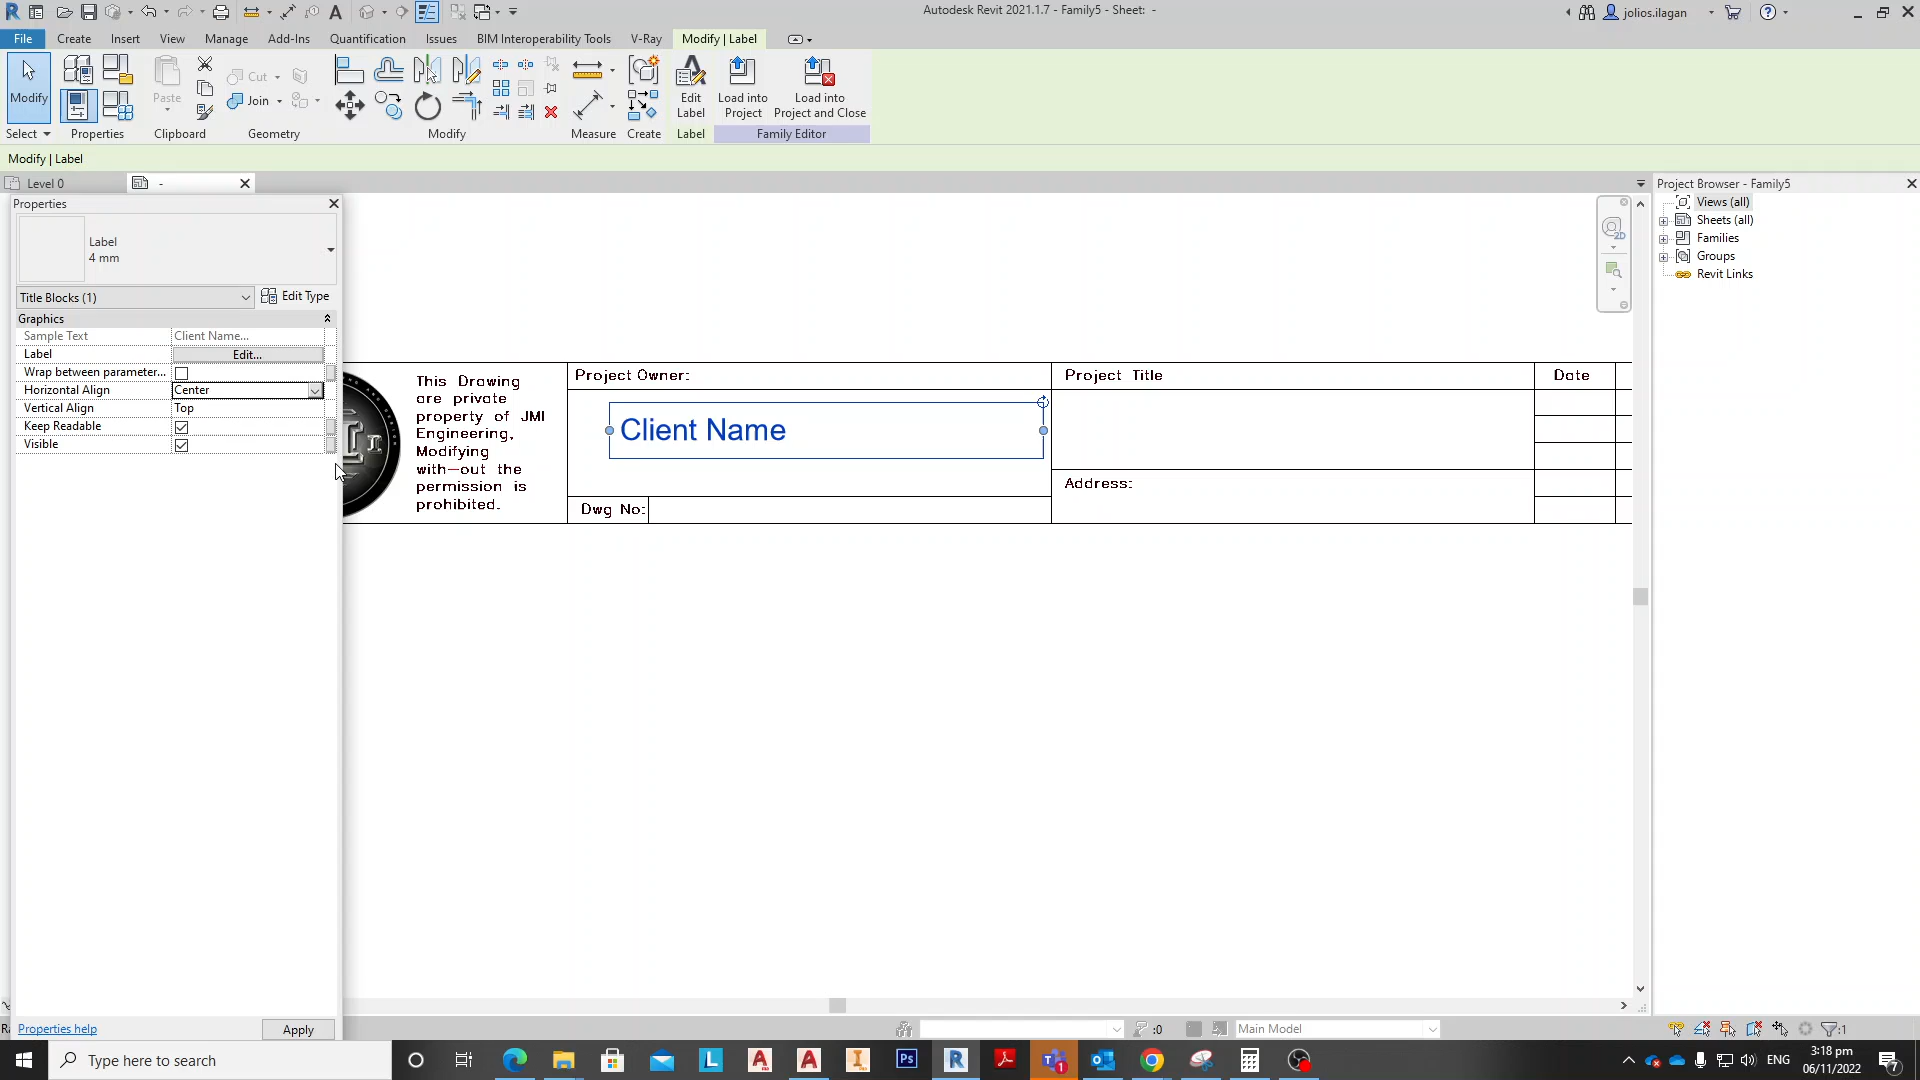 Autodesk Revit 2021.1.7 - Family5 - Sheet: -
jolios.ilagan
File Create Insert View Manage Add-Ins Quantification Issues BIM Interoperability Tools V-Ray Modify | Label
Modify
Paste
Cut
Join
Edit Label
Load into Project
Load into Project and Close
Select Properties Clipboard Geometry Modify Measure Create Label Family Editor
Modify | Label
Level 0
-
Project Browser - Family5
Views (all)
Sheets (all)
Families
Groups
Revit Links
Properties
Label
4 mm
Title Blocks (1)
Edit Type
Graphics
Sample Text Client Name...
Label Edit...
Wrap between parameter...
Horizontal Align Center
Vertical Align Top
Keep Readable
Visible
Properties help
Apply
This Drawing
are private
property of JMI
Engineering,
Modifying
with-out the
permission is
prohibited.
Project Owner:
Client Name
Dwg No:
Project Title
Address:
Date
2D
:0
Main Model
:1
Type here to search
ENG
3:18 pm
06/11/2022